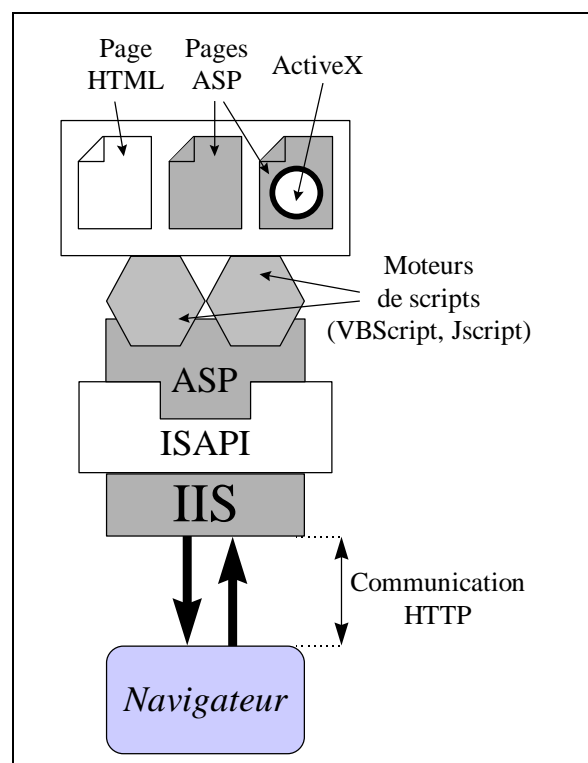 Page
HTML
Pages
ASP
ActiveX
Moteurs
de scripts
(VBScript, Jscript)
ASP
ISAPI
IIS
Communication
HTTP
Navigateur